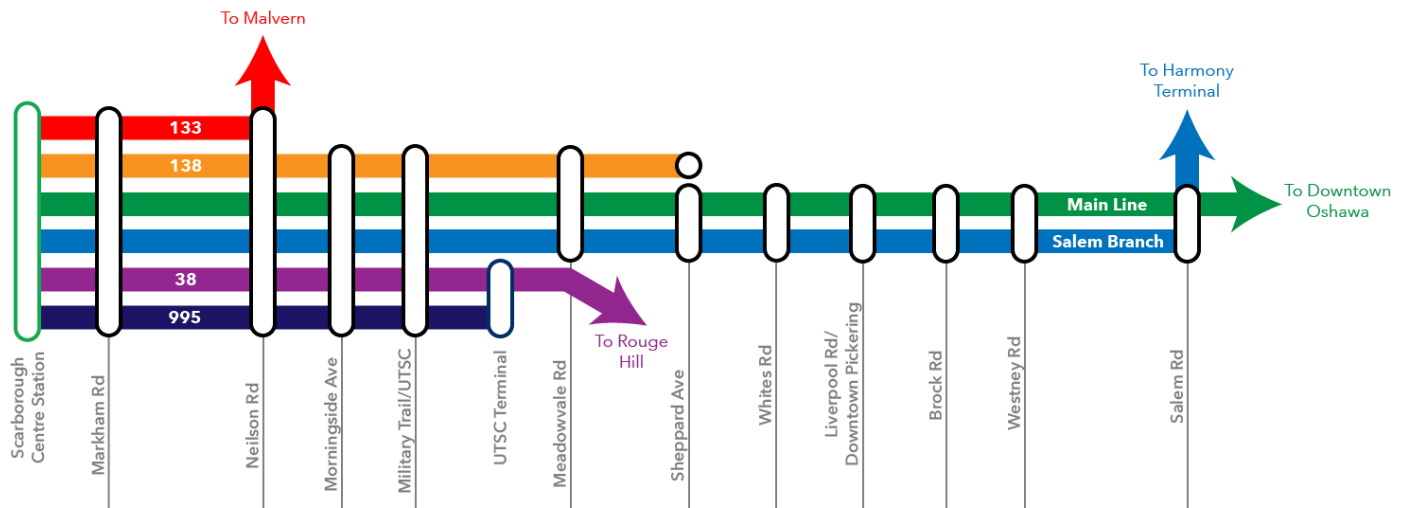 To Malvern
To Harmony
Terminal
133
138
To Downtown
Oshawa
Main Line
Salem Branch
38
995
To Rouge
Hill
Scarborough
Centre Station
Markham Rd
Neilson Rd
Morningside Ave
Military Trail/UTSC
UTSC Terminal
Meadowvale Rd
Sheppard Ave
Whites Rd
Liverpool Rd/
Downtown Pickering
Brock Rd
Westney Rd
Salem Rd